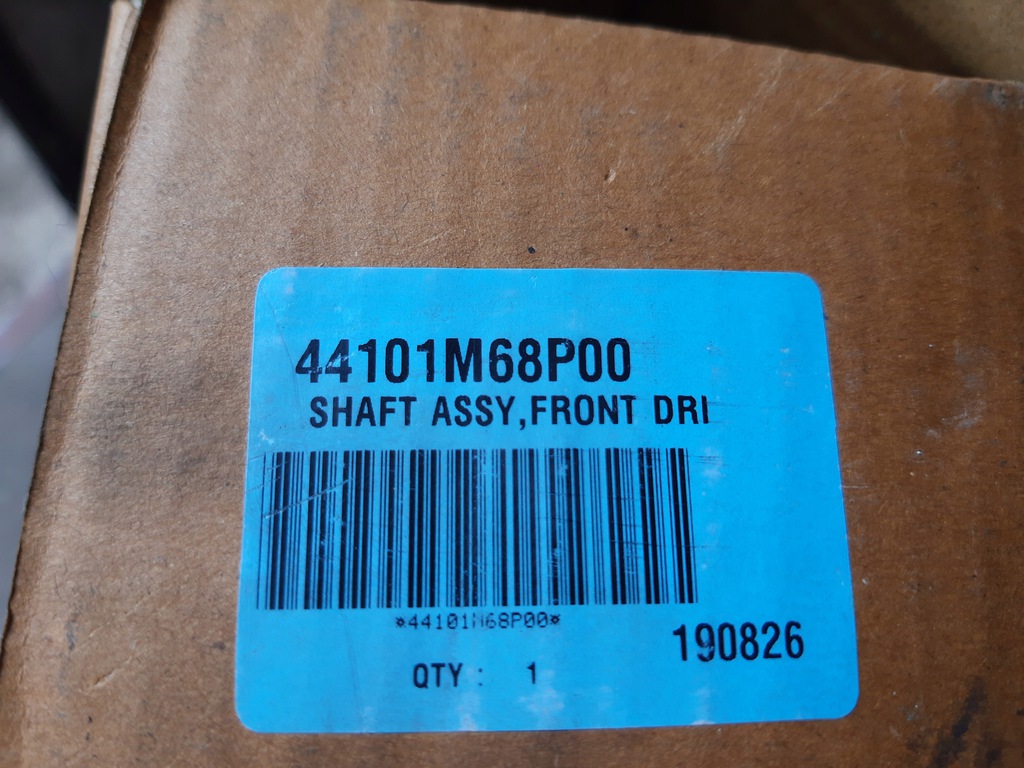 44101M68P00
SHAFT ASSY,FRONT DRI
*44101M68P00*
190826
QTY : 1